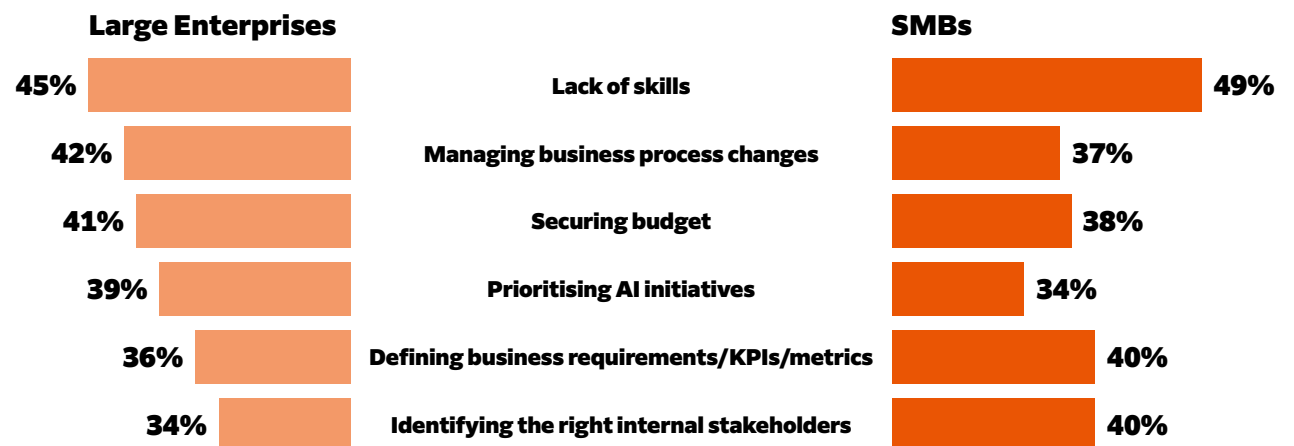 Large Enterprises SMBs
45% Lack of skills 49%
42% Managing business process changes 37%
41% Securing budget 38%
39% Prioritising AI initiatives 34%
36% Defining business requirements/KPIs/metrics 40%
34% Identifying the right internal stakeholders 40%